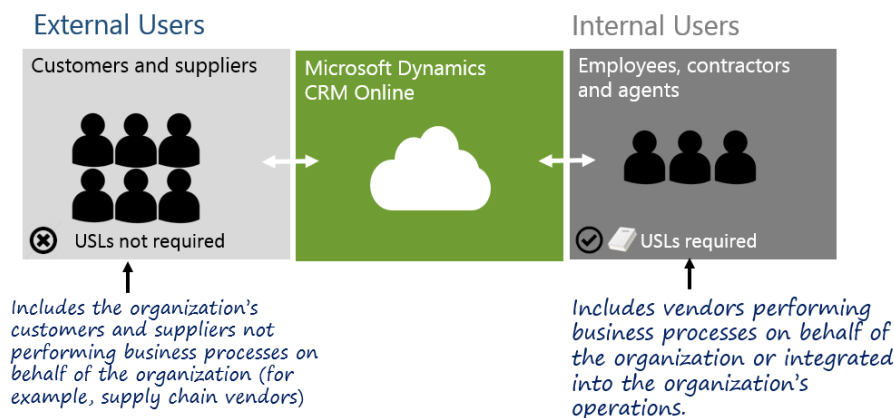 External Users
Internal Users
Customers and suppliers
Microsoft Dynamics
CRM Online
Employees, contractors
and agents
USLs not required
USLs required
Includes the organization's
customers and suppliers not
performing business processes on
behalf of the organization (for
example, supply chain vendors)
Includes vendors performing
business processes on behalf of
the organization or integrated
into the organization's
operations.